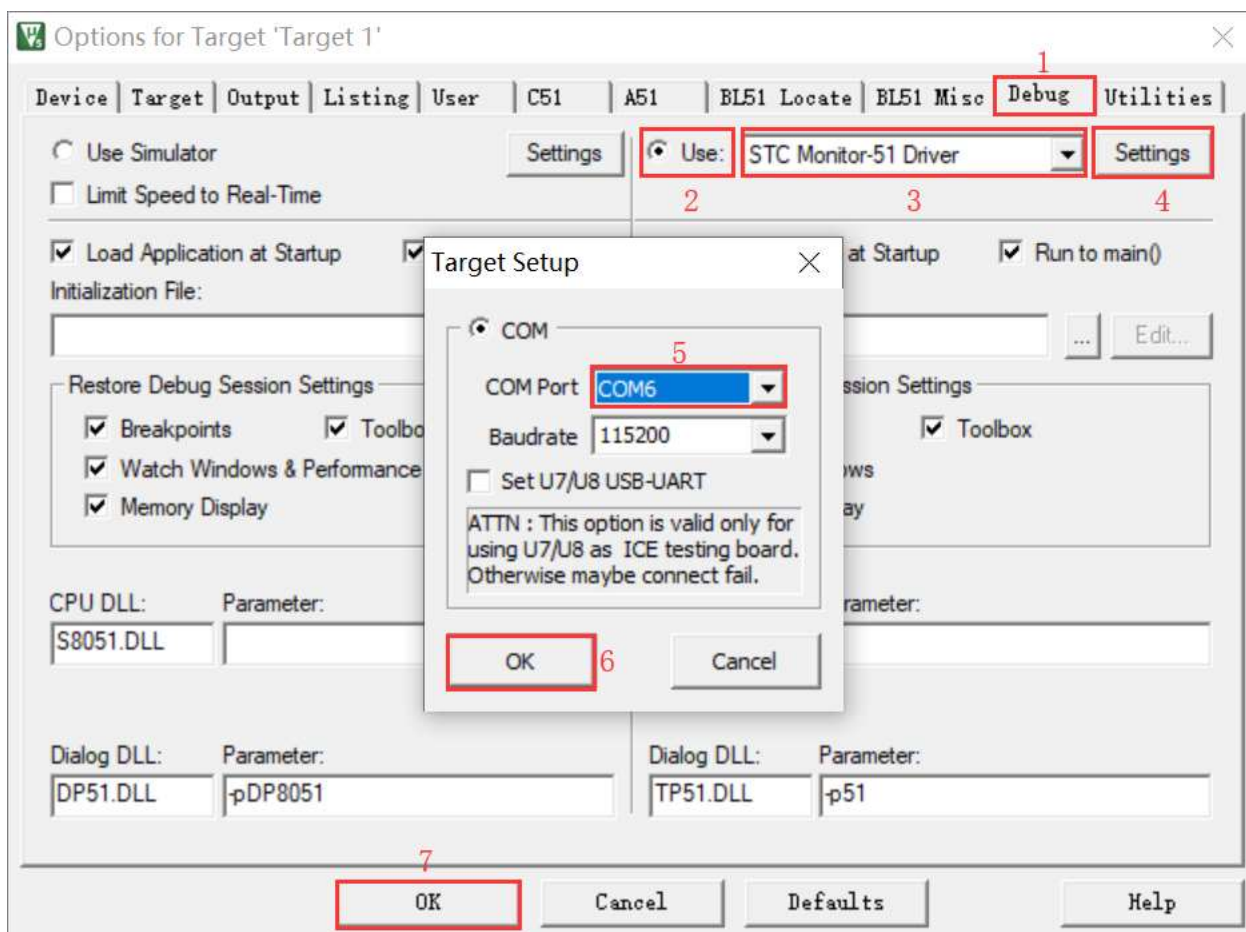 Options for Target 'Target 1'
1
Device Target Output Listing User C51 A51 BL51 Locate BL51 Misc Debug Utilities
Use Simulator Settings Use: STC Monitor-51 Driver Settings
Limit Speed to Real-Time 2 3 4
Load Application at Startup at Startup Run to main()
Initialization File:
... Edit...
Restore Debug Session Settings ssion Settings
Breakpoints Toolbo Toolbox
Watch Windows & Performance ows
Memory Display ay
Target Setup
COM
5
COM Port COM6
Baudrate 115200
Set U7/U8 USB-UART
ATTN : This option is valid only for
using U7/U8 as ICE testing board.
Otherwise maybe connect fail.
OK 6 Cancel
CPU DLL: Parameter: rameter:
S8051.DLL
Dialog DLL: Parameter: Dialog DLL: Parameter:
DP51.DLL -pDP8051 TP51.DLL -p51
7
OK Cancel Defaults Help